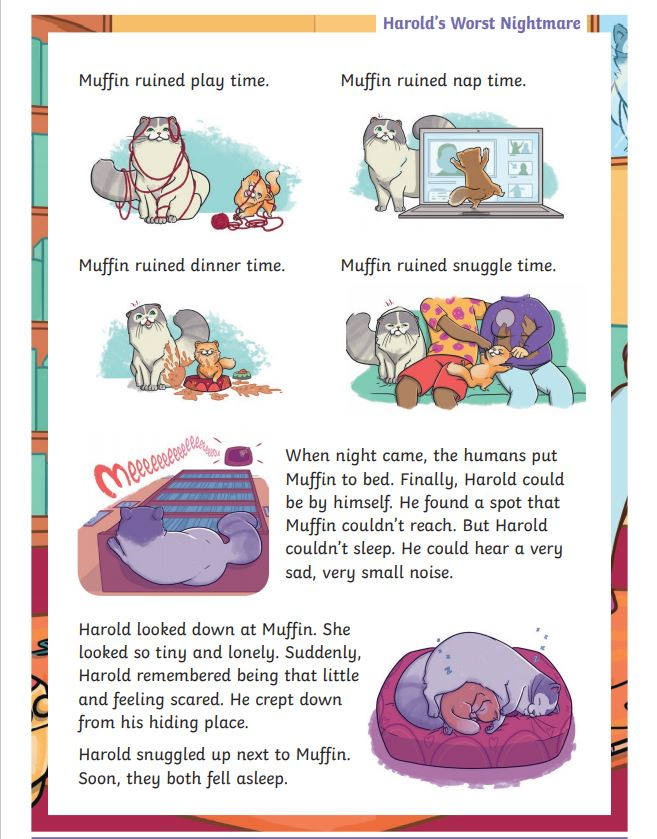 Harold's Worst Nightmare
Muffin ruined play time.
Muffin ruined nap time.
Muffin ruined dinner time.
Muffin ruined snuggle time.
Meeeeeeeeeeeeeeeeee
When night came, the humans put
Muffin to bed. Finally, Harold could
be by himself. He found a spot that
Muffin couldn't reach. But Harold
couldn't sleep. He could hear a very
sad, very small noise.
Harold looked down at Muffin. She
looked so tiny and lonely. Suddenly,
Harold remembered being that little
and feeling scared. He crept down
from his hiding place.
Harold snuggled up next to Muffin.
Soon, they both fell asleep.
z
z
z
z